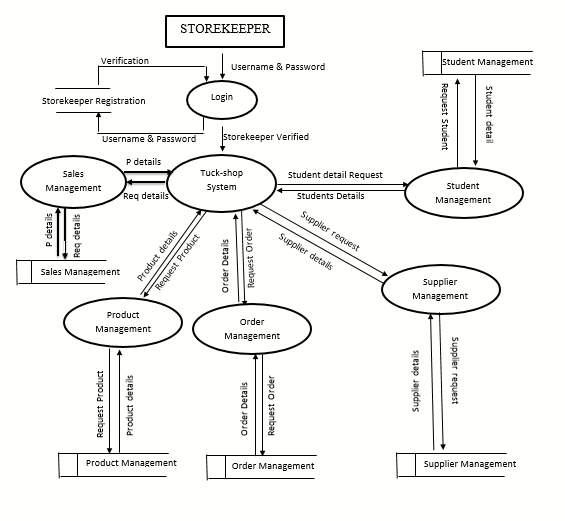 STOREKEEPER
Verification
Username & Password
Student Management
Storekeeper Registration
Login
Request Student
Student detail
Username & Password
Storekeeper Verified
P details
Sales
Management
Tuck-shop
System
Student detail Request
Req details
Students Details
Student
Management
P details
Req details
Product details
Request Product
Order Details
Request Order
Supplier request
Supplier details
Sales Management
Supplier
Management
Product
Management
Order
Management
Request Product
Product details
Order Details
Request Order
Supplier details
Supplier request
Product Management
Order Management
Supplier Management